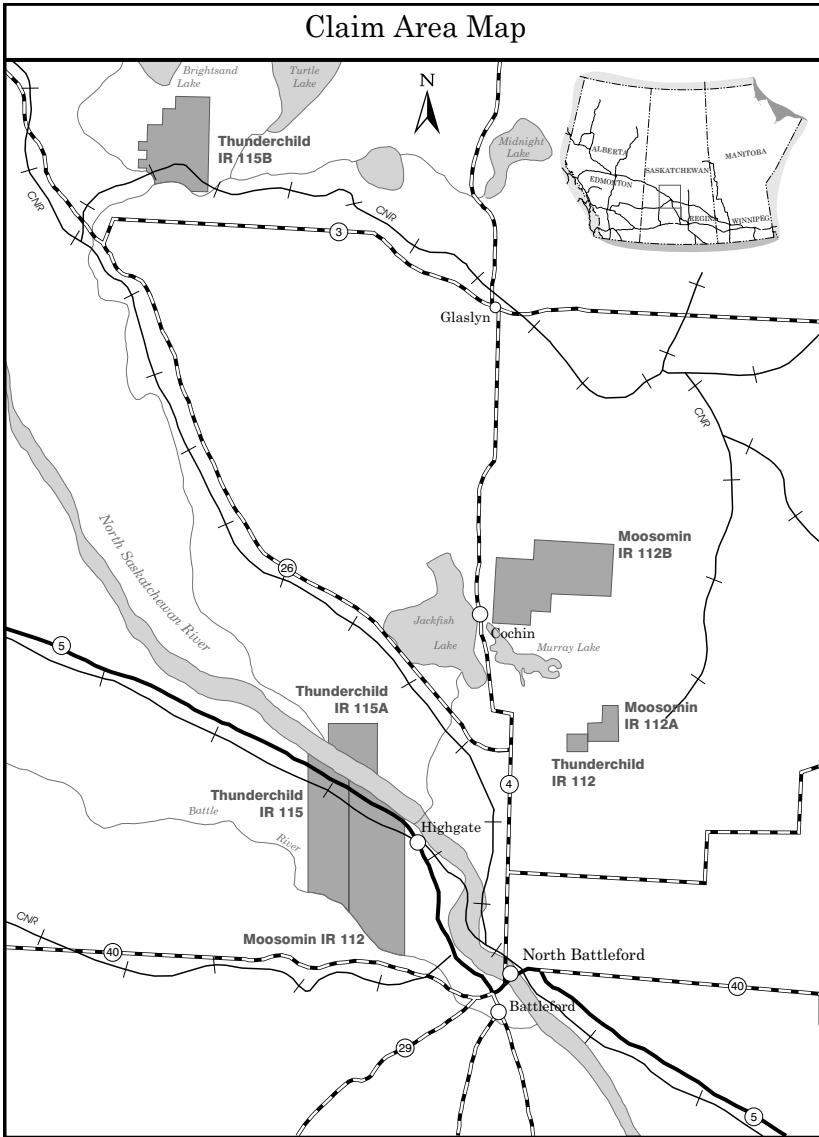 Claim Area Map
Brightsand
Lake
Turtle
Lake
N
Thunderchild
IR 115B
Midnight
Lake
ALBERTA
MANITOBA
SASKATCHEWAN
EDMONTON
REGINA
WINNIPEG
CNR
CNR
3
Glaslyn
CNR
North Saskatchewan River
26
Moosomin
IR 112B
Jackfish
Lake
Cochin
Murray Lake
5
Thunderchild
IR 115A
Moosomin
IR 112A
Thunderchild
IR 112
4
Thunderchild
IR 115
Battle
River
Highgate
CNR
Moosomin IR 112
40
North Battleford
40
Battleford
29
5